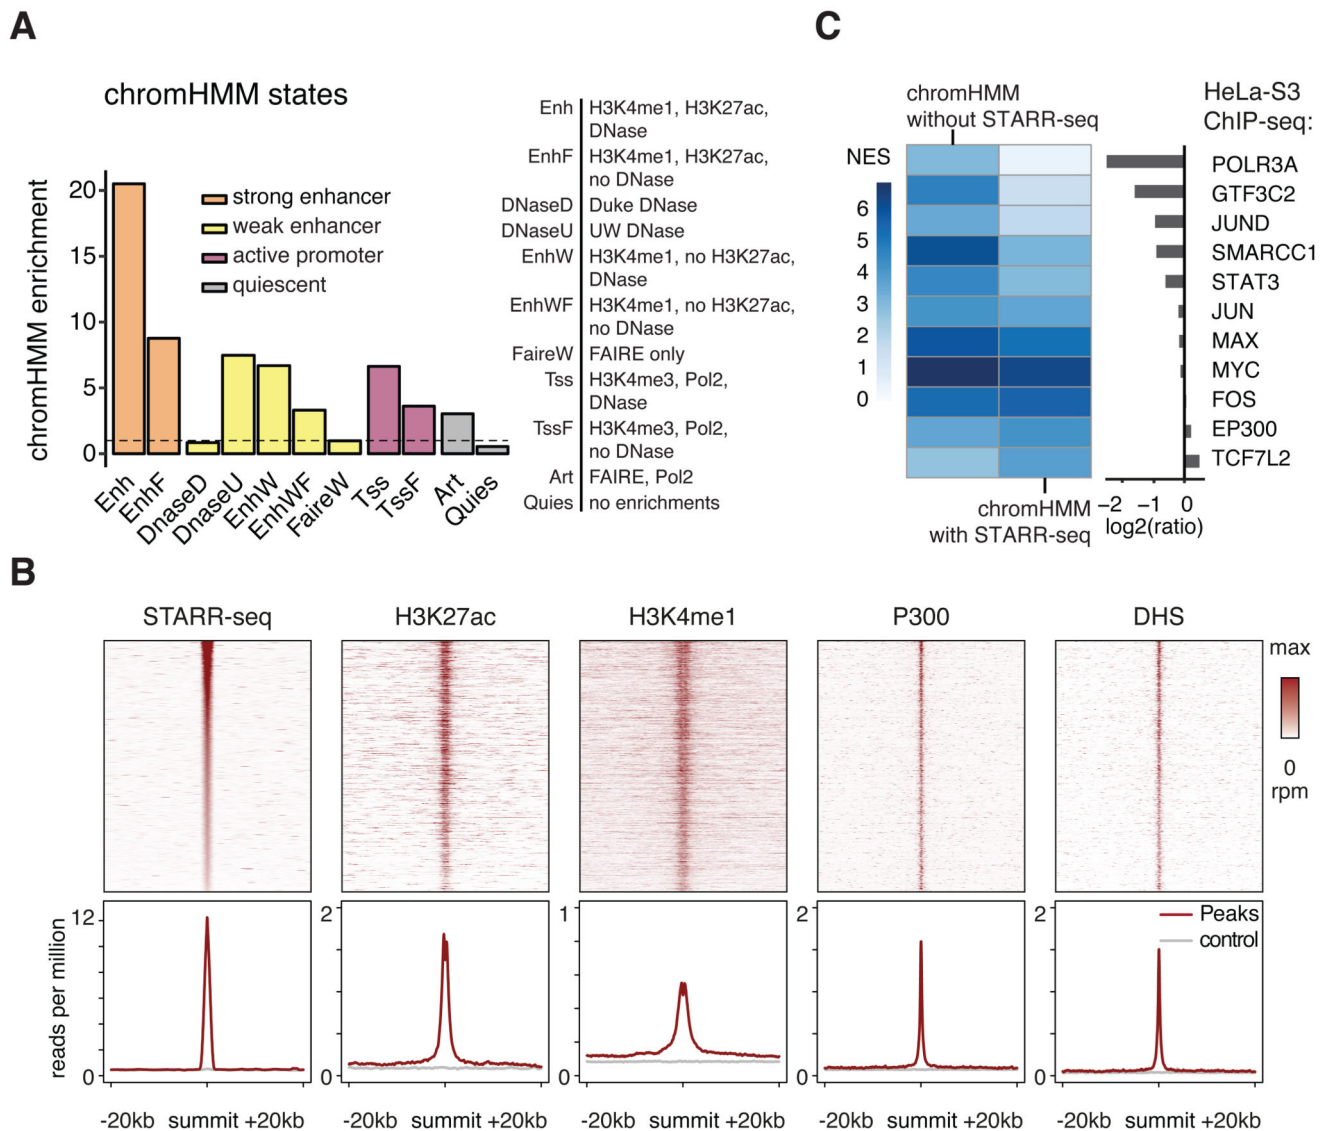 A
chromHMM states
chromHMM enrichment
20
15
10
5
0
strong enhancer
weak enhancer
active promoter
quiescent
Enh
EnhF
DnaseD
DnaseU
EnhW
EnhWF
FaireW
Tss
TssF
Art
Quies
Enh H3K4me1, H3K27ac,
DNase
EnhF H3K4me1, H3K27ac,
no DNase
DNaseD Duke DNase
DNaseU UW DNase
EnhW H3K4me1, no H3K27ac,
DNase
EnhWF H3K4me1, no H3K27ac,
no DNase
FaireW FAIRE only
Tss H3K4me3, Pol2,
DNase
TssF H3K4me3, Pol2,
no DNase
Art FAIRE, Pol2
Quies no enrichments
C
chromHMM
without STARR-seq
HeLa-S3
ChIP-seq:
NES
6
5
4
3
2
1
0
POLR3A
GTF3C2
JUND
SMARCC1
STAT3
JUN
MAX
MYC
FOS
EP300
TCF7L2
chromHMM
with STARR-seq
−2 −1 0
log2(ratio)
B
STARR-seq
H3K27ac
H3K4me1
P300
DHS
max
0
rpm
reads per million
12
0
2
0
1
0
2
0
2
0
Peaks
control
-20kb summit +20kb
-20kb summit +20kb
-20kb summit +20kb
-20kb summit +20kb
-20kb summit +20kb